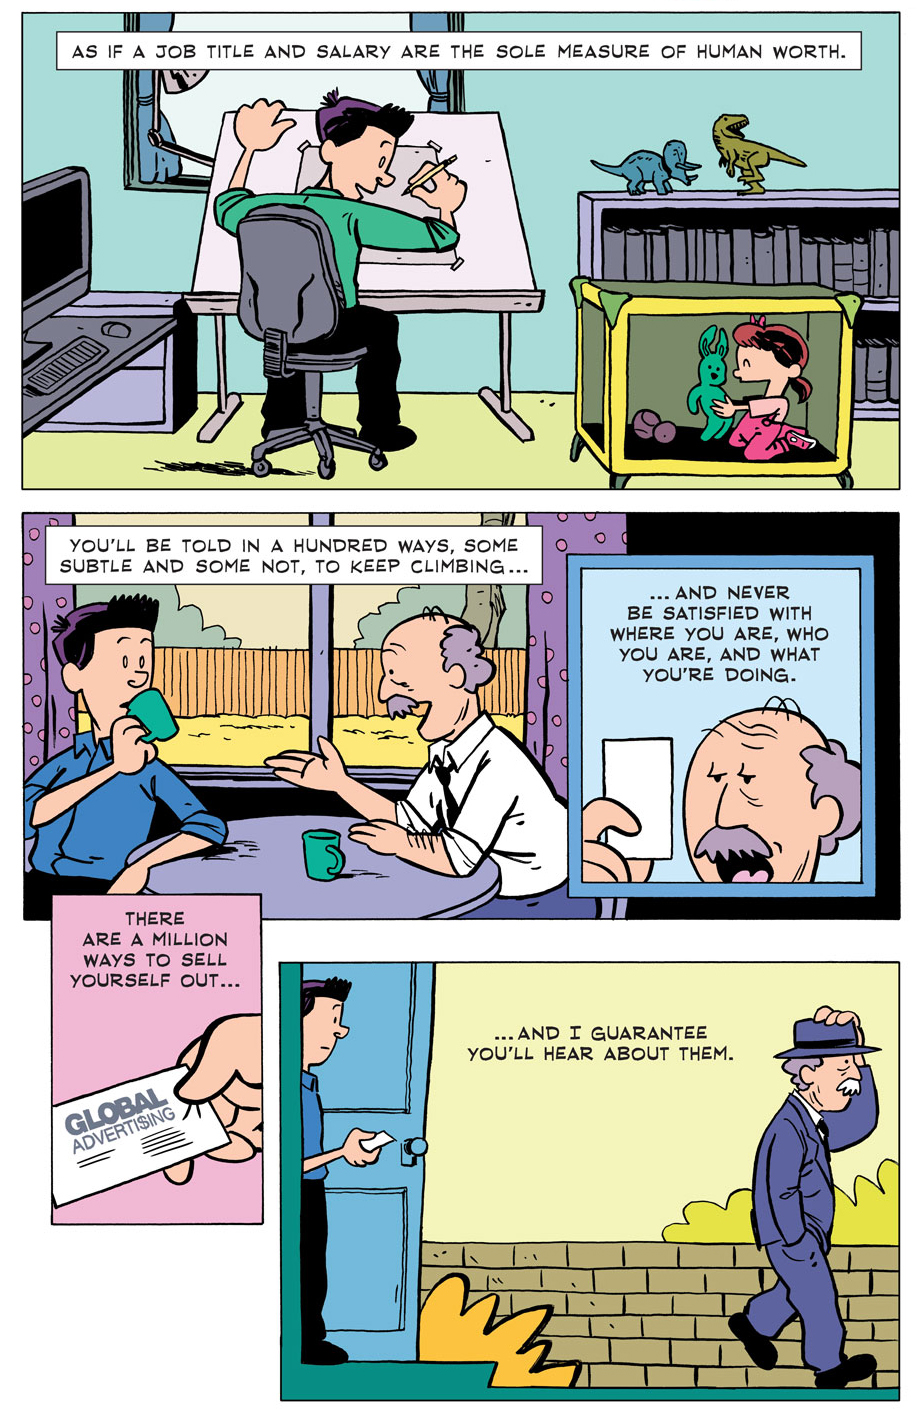 AS IF A JOB TITLE AND SALARY ARE THE SOLE MEASURE OF HUMAN WORTH.
YOU'LL BE TOLD IN A HUNDRED WAYS, SOME
SUBTLE AND SOME NOT, TO KEEP CLIMBING...
...AND NEVER
BE SATISFIED WITH
WHERE YOU ARE, WHO
YOU ARE, AND WHAT
YOU'RE DOING.
THERE
ARE A MILLION
WAYS TO SELL
YOURSELF OUT...
GLOBAL
ADVERTI$ING
...AND I GUARANTEE
YOU'LL HEAR ABOUT THEM.